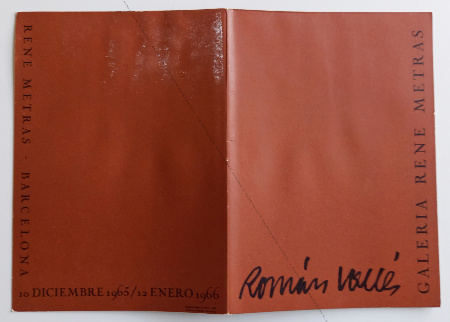 RENE METRAS - BARCELONA
10 DICIEMBRE 1965/12 ENERO 1966
Román Vallés
GALERIA RENE METRAS